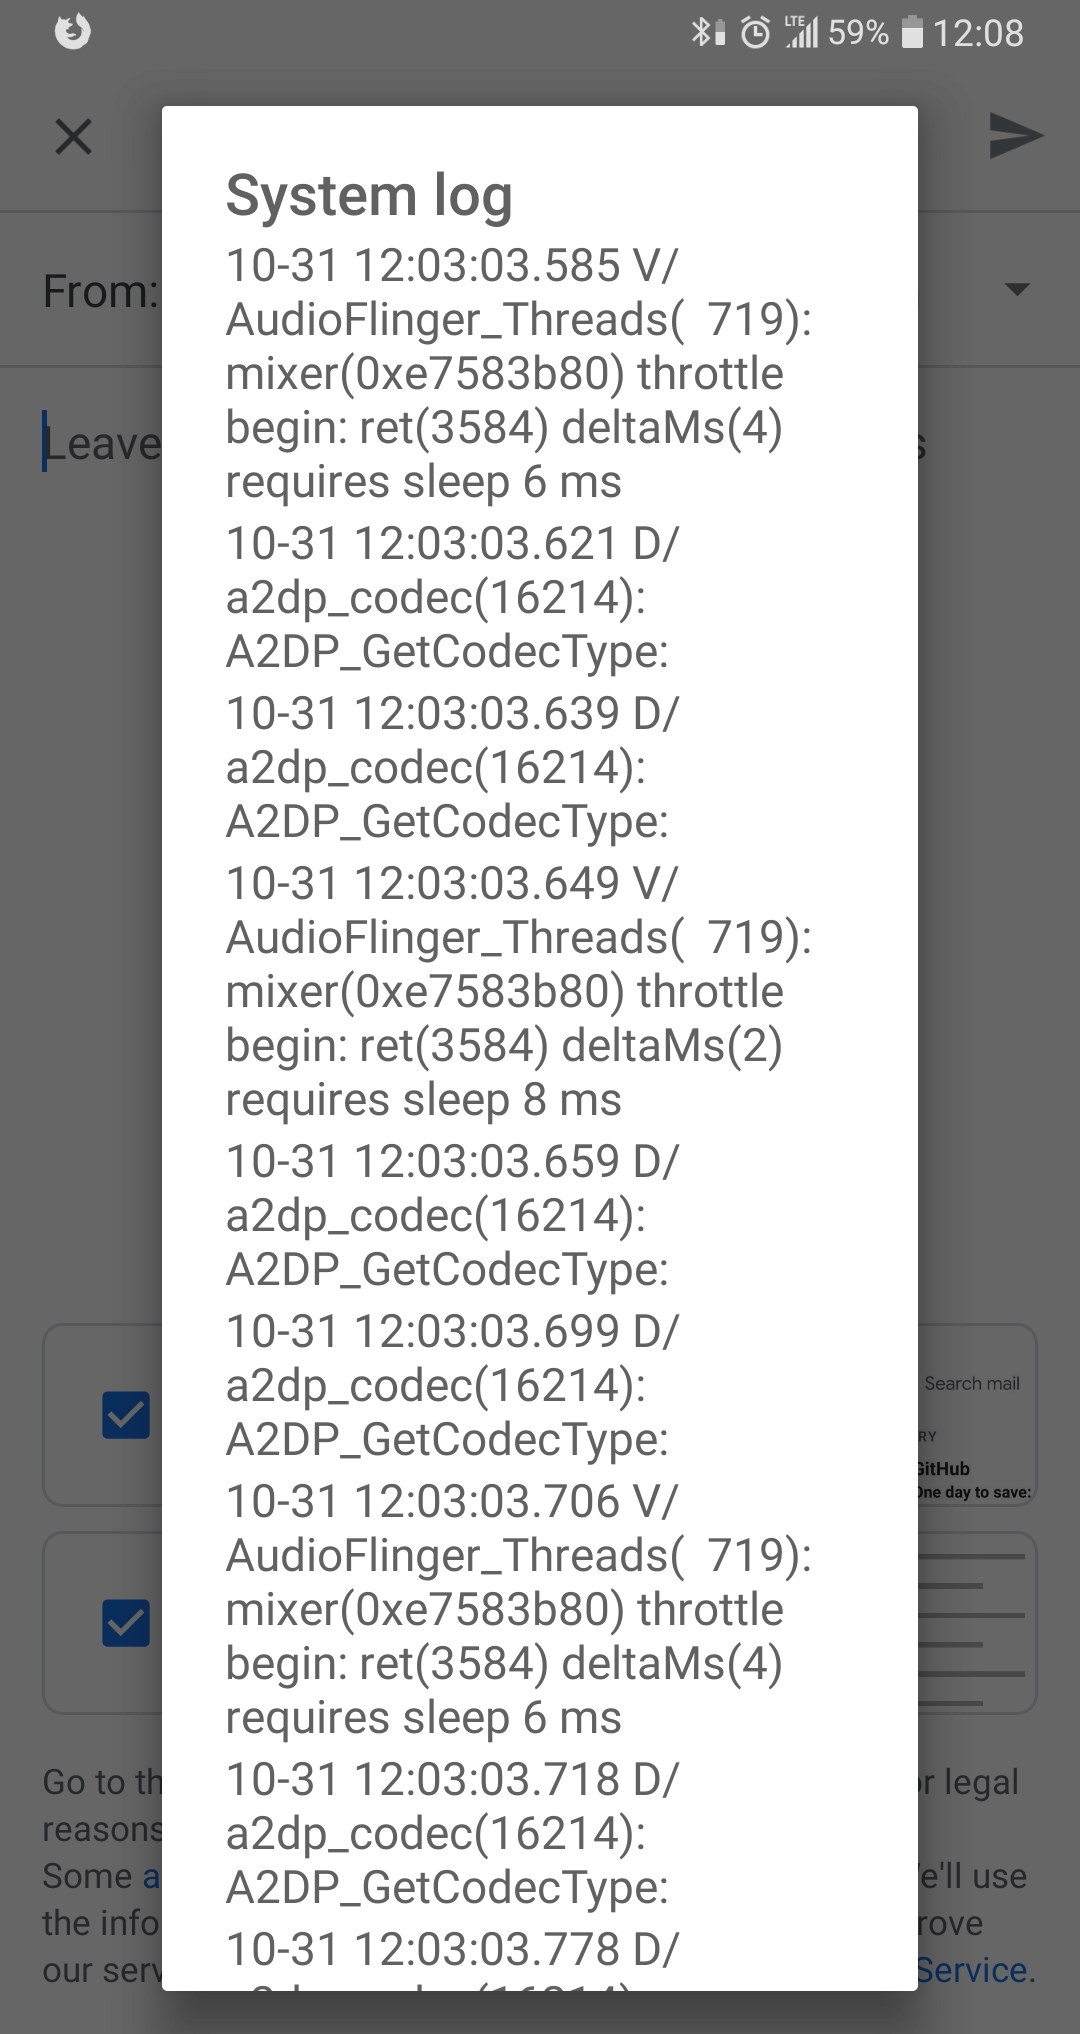 LTE 59% 12:08
System log
10-31 12:03:03.585 V/
AudioFlinger_Threads(  719):
mixer(0xe7583b80) throttle
begin: ret(3584) deltaMs(4)
requires sleep 6 ms
10-31 12:03:03.621 D/
a2dp_codec(16214):
A2DP_GetCodecType:
10-31 12:03:03.639 D/
a2dp_codec(16214):
A2DP_GetCodecType:
10-31 12:03:03.649 V/
AudioFlinger_Threads(  719):
mixer(0xe7583b80) throttle
begin: ret(3584) deltaMs(2)
requires sleep 8 ms
10-31 12:03:03.659 D/
a2dp_codec(16214):
A2DP_GetCodecType:
10-31 12:03:03.699 D/
a2dp_codec(16214):
A2DP_GetCodecType:
10-31 12:03:03.706 V/
AudioFlinger_Threads(  719):
mixer(0xe7583b80) throttle
begin: ret(3584) deltaMs(4)
requires sleep 6 ms
10-31 12:03:03.718 D/
a2dp_codec(16214):
A2DP_GetCodecType:
10-31 12:03:03.778 D/
From:
Leave
Search mail
GitHub
One day to save:
Go to legal
reasons
Some use
the rove
our Service.